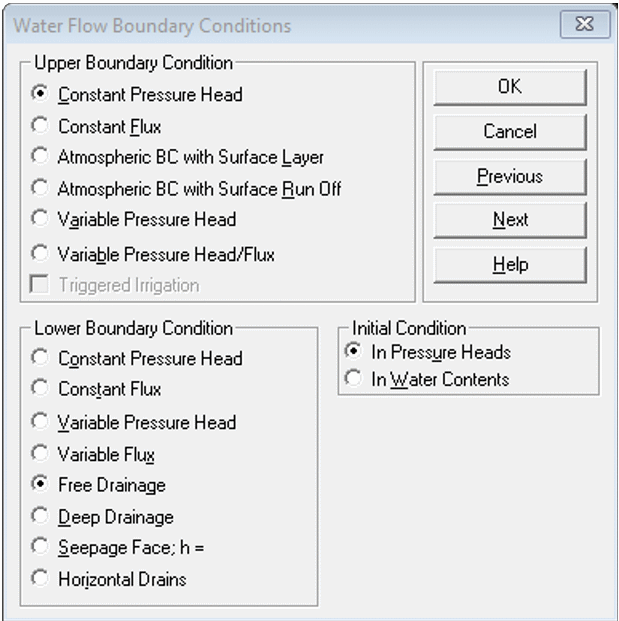 Water Flow Boundary Conditions
Upper Boundary Condition
Constant Pressure Head
Constant Flux
Atmospheric BC with Surface Layer
Atmospheric BC with Surface Run Off
Variable Pressure Head
Variable Pressure Head/Flux
Triggered Irrigation
OK
Cancel
Previous
Next
Help
Lower Boundary Condition
Constant Pressure Head
Constant Flux
Variable Pressure Head
Variable Flux
Free Drainage
Deep Drainage
Seepage Face; h =
Horizontal Drains
Initial Condition
In Pressure Heads
In Water Contents